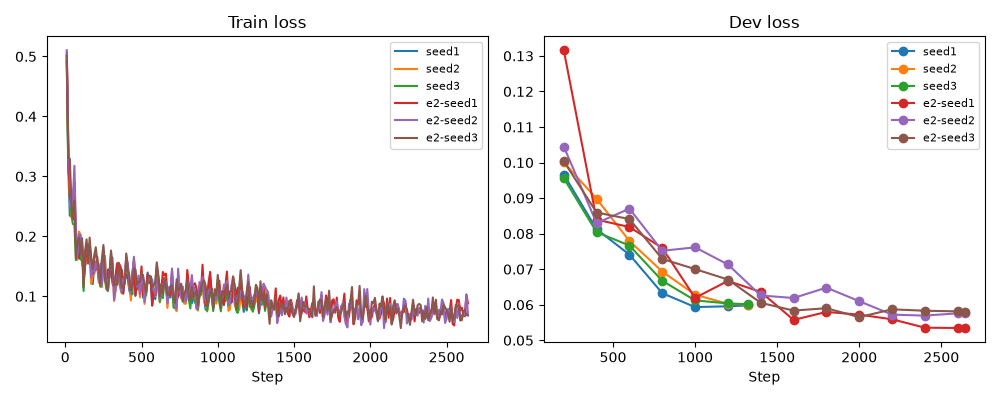 Train loss
0.5
0.4
0.3
0.2
0.1
0
500
1000
1500
2000
2500
Step
seed1
seed2
seed3
e2-seed1
e2-seed2
e2-seed3
Dev loss
0.13
0.12
0.11
0.10
0.09
0.08
0.07
0.06
0.05
500
1000
1500
2000
2500
Step
seed1
seed2
seed3
e2-seed1
e2-seed2
e2-seed3